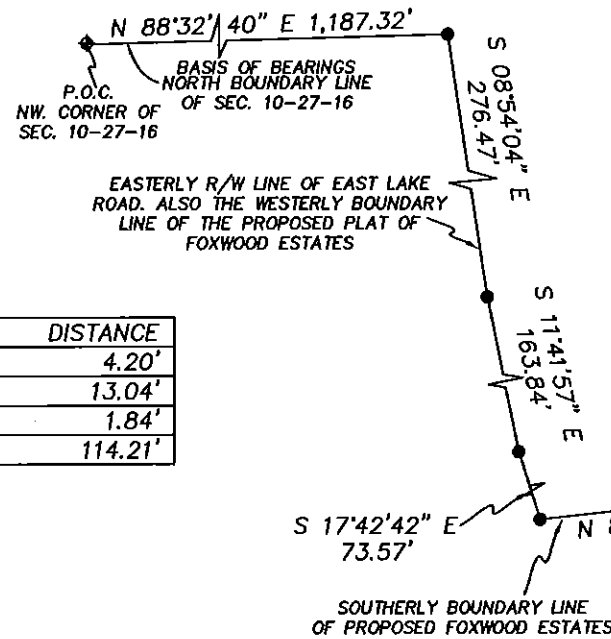 N 88°32'40" E 1,187.32'
BASIS OF BEARINGS
NORTH BOUNDARY LINE
OF SEC. 10-27-16
P.O.C.
NW. CORNER OF
SEC. 10-27-16
S 08°54'04" E
276.47'
EASTERLY R/W LINE OF EAST LAKE
ROAD. ALSO THE WESTERLY BOUNDARY
LINE OF THE PROPOSED PLAT OF
FOXWOOD ESTATES
S 11°41'57" E
163.84'
DISTANCE
4.20'
13.04'
1.84'
114.21'
S 17°42'42" E
73.57'
N
SOUTHERLY BOUNDARY LINE
OF PROPOSED FOXWOOD ESTATES